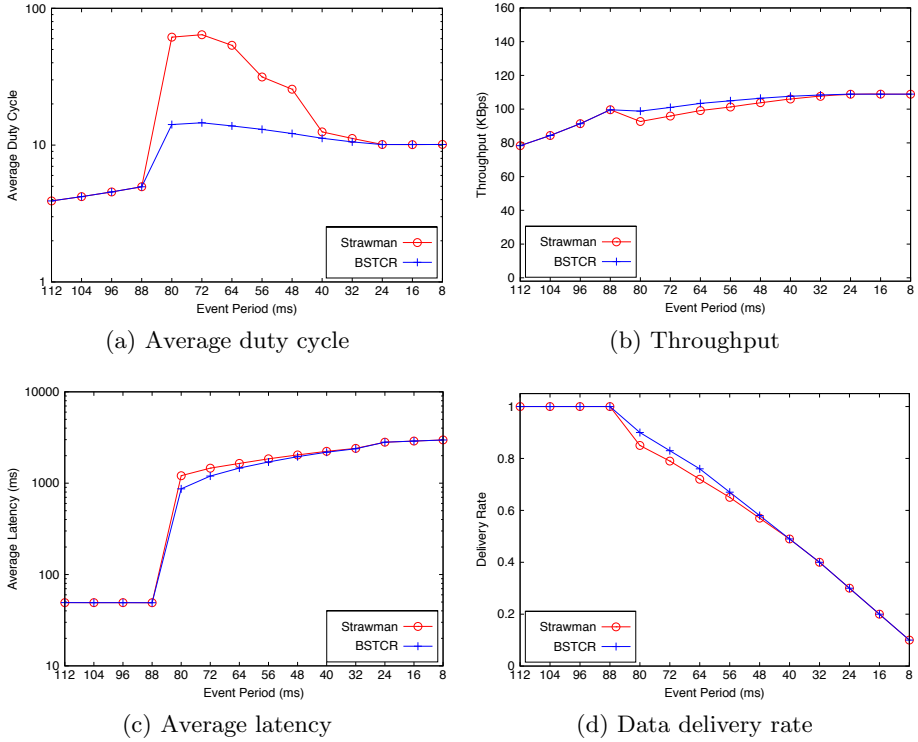 100
10
1
Average Duty Cycle
Strawman
BSTCR
112 104 96 88 80 72 64 56 48 40 32 24 16 8
Event Period (ms)
(a) Average duty cycle
160
140
120
100
80
60
40
20
0
Throughput (KBps)
Strawman
BSTCR
112 104 96 88 80 72 64 56 48 40 32 24 16 8
Event Period (ms)
(b) Throughput
10000
1000
100
10
Average Latency (ms)
Strawman
BSTCR
112 104 96 88 80 72 64 56 48 40 32 24 16 8
Event Period (ms)
(c) Average latency
1
0.8
0.6
0.4
0.2
0
Delivery Rate
Strawman
BSTCR
112 104 96 88 80 72 64 56 48 40 32 24 16 8
Event Period (ms)
(d) Data delivery rate